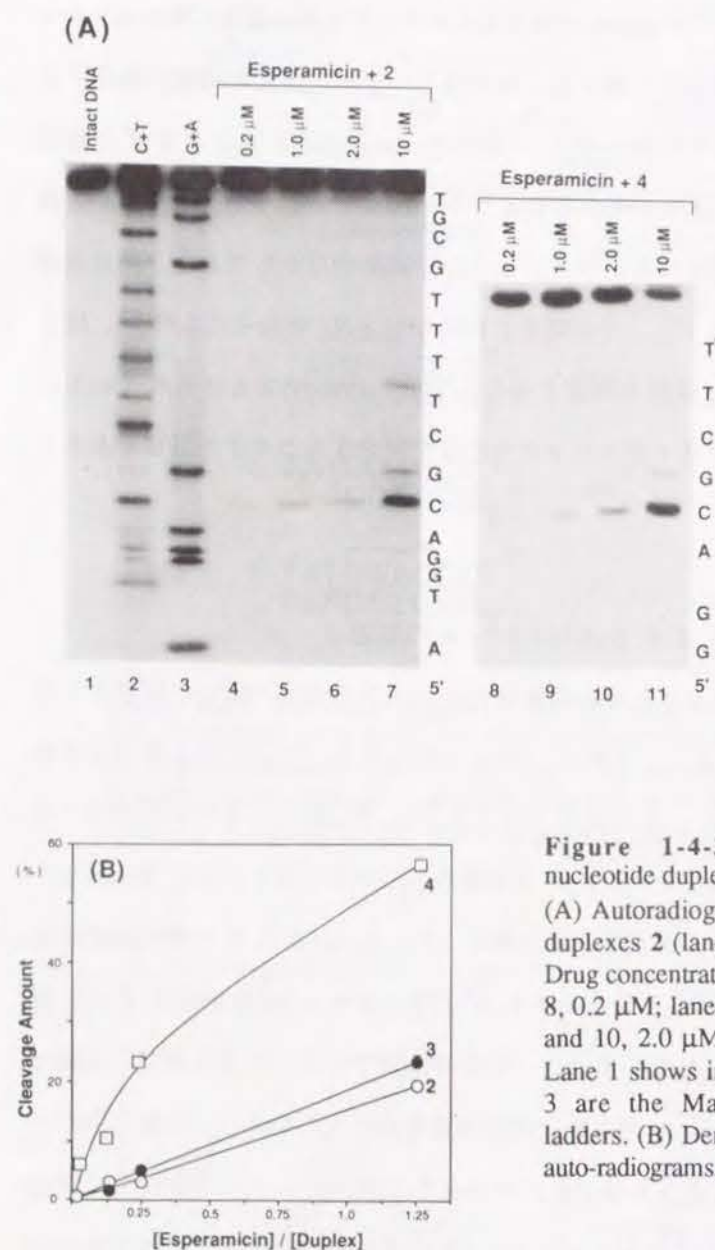 (A)
Esperamicin + 2
Intact DNA
C+T
G+A
0.2 μM
1.0 μM
2.0 μM
10 μM
T
G
C
G
T
T
T
T
C
G
C
A
G
G
T
A
1 2 3 4 5 6 7 5'
Esperamicin + 4
0.2 μM
1.0 μM
2.0 μM
10 μM
T
T
C
G
C
A
G
G
8 9 10 11 5'
(B)
60
(%)
40
20
0
Cleavage Amount
4
3
2
0.25 0.5 0.75 1.0 1.25
[Esperamicin] / [Duplex]
Figure 1-4-
nucleotide duple
(A) Autoradiog
duplexes 2 (lan
Drug concentrat
8, 0.2 μM; lane
and 10, 2.0 μM
Lane 1 shows i
3 are the Ma
ladders. (B) De
auto-radiograms